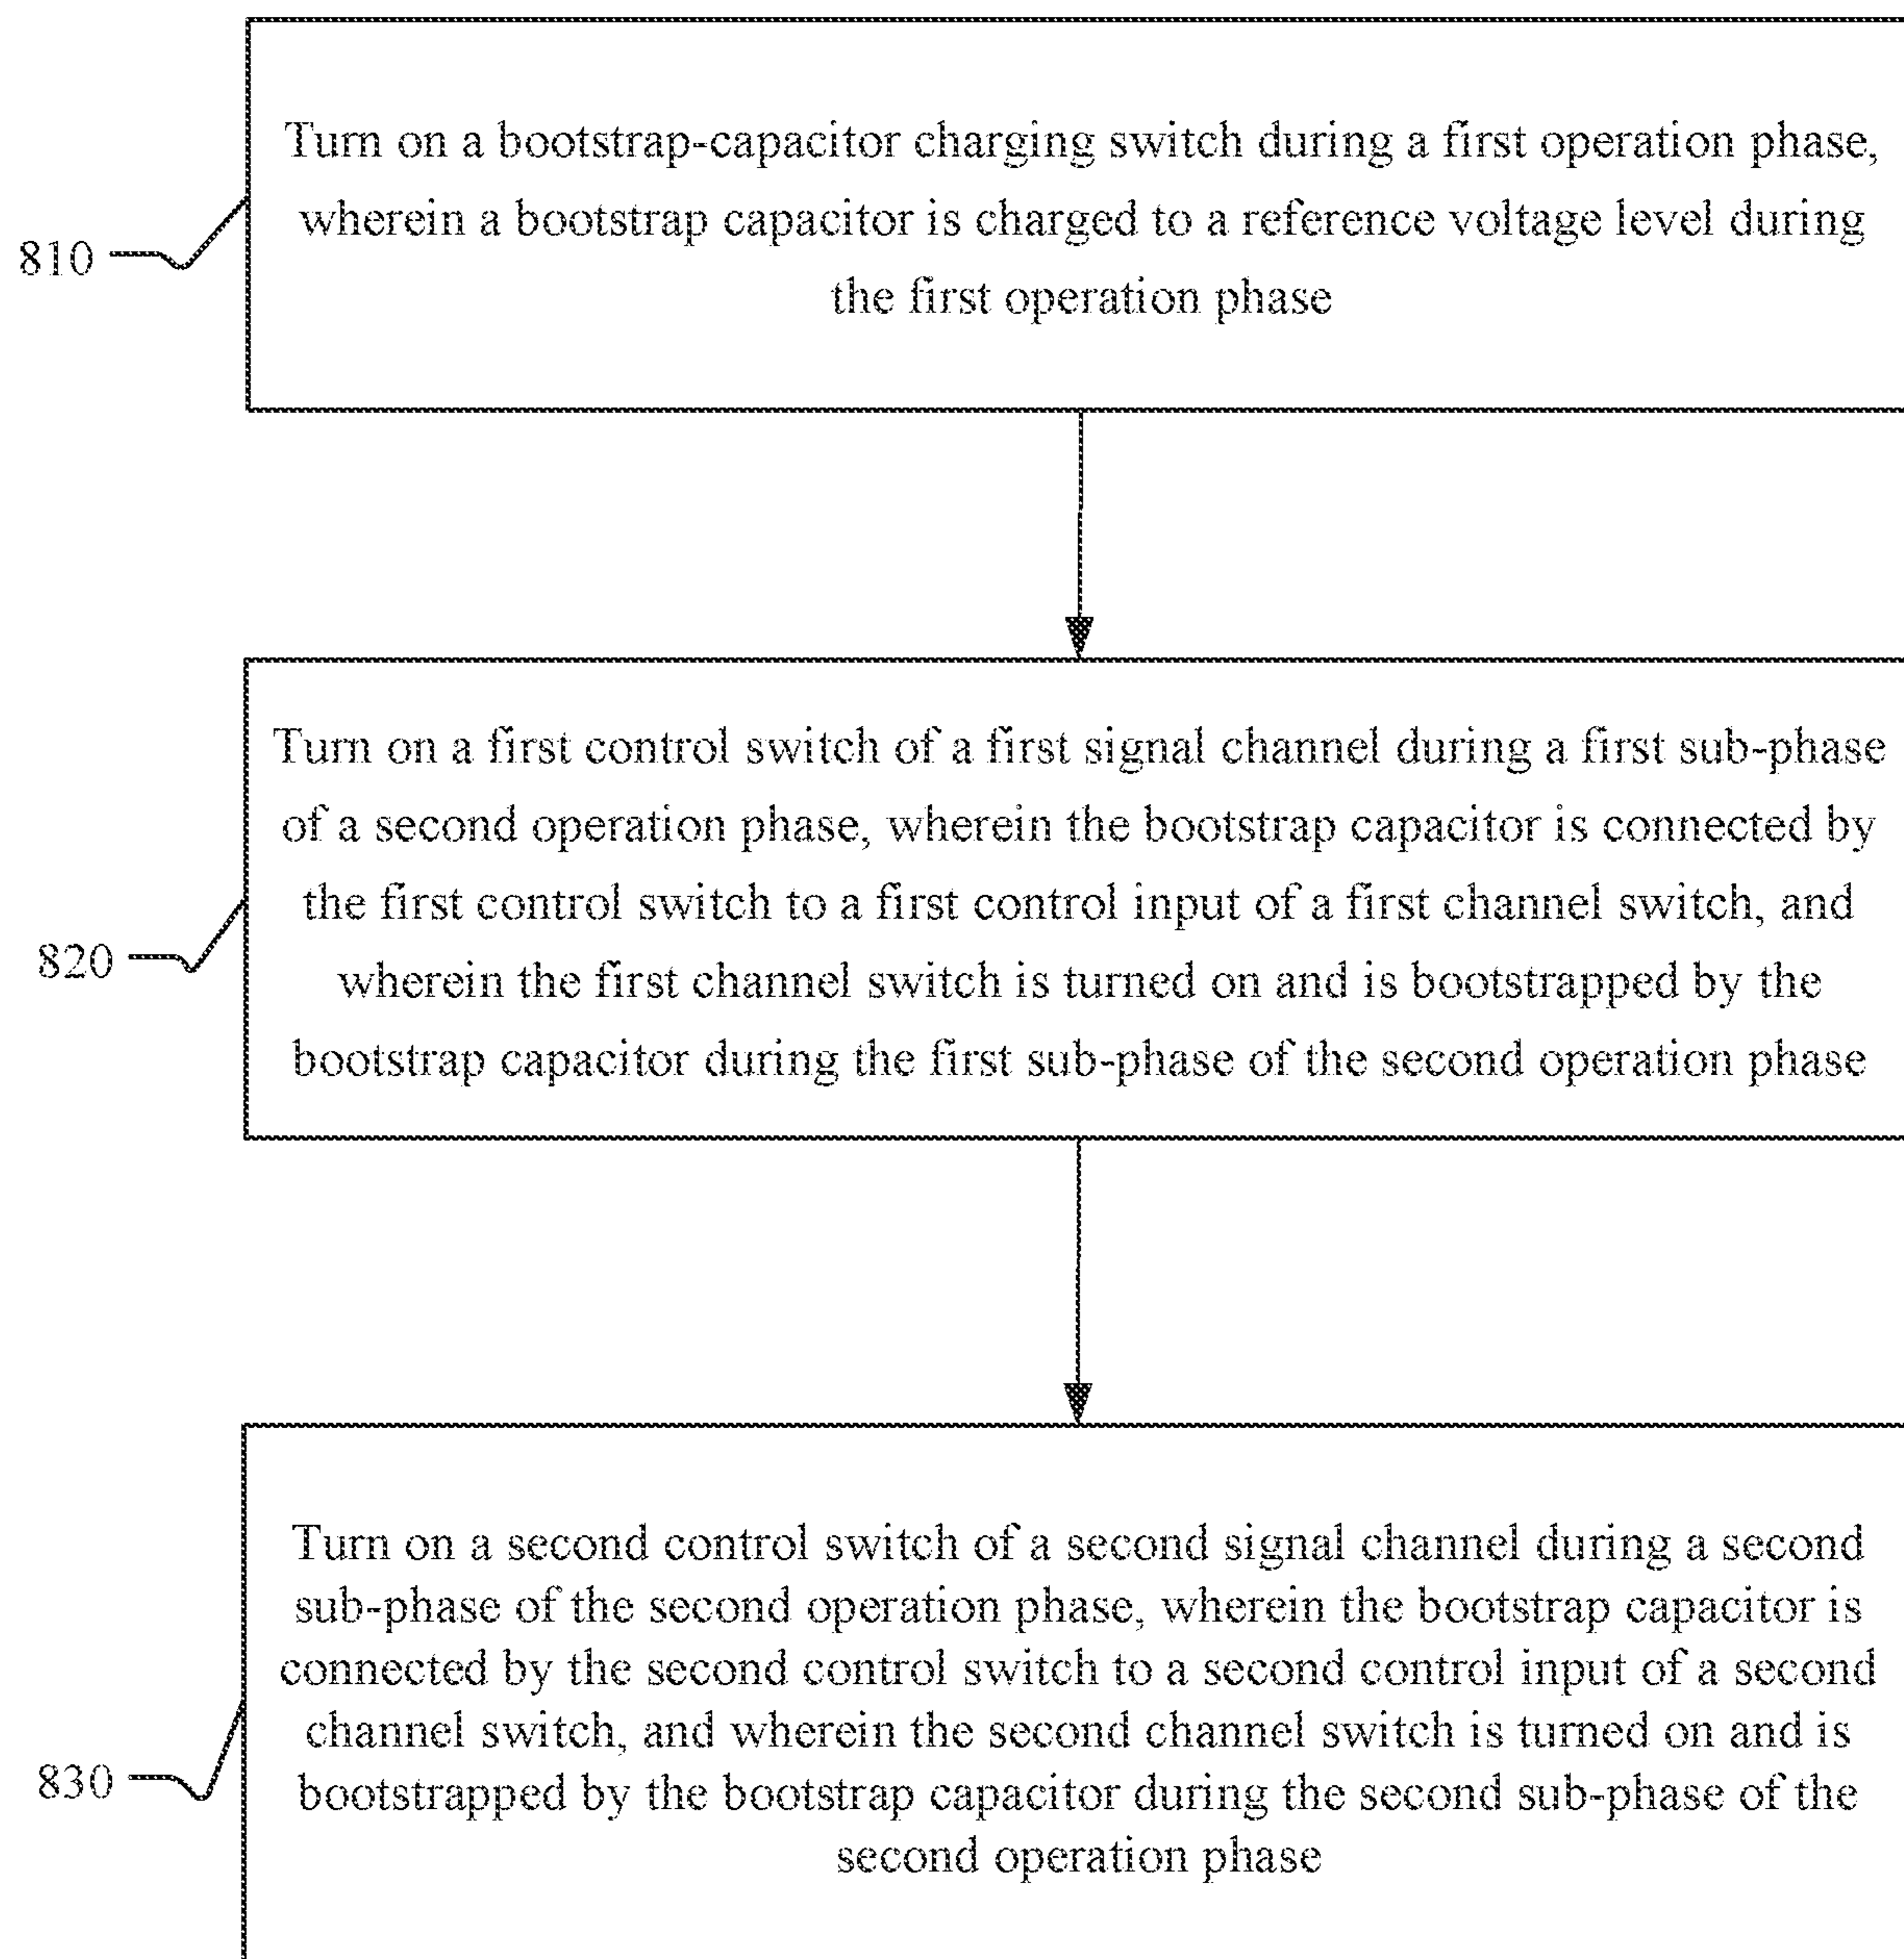 Turn on a bootstrap-capacitor charging switch during a first operation phase,
wherein a bootstrap capacitor is charged to a reference voltage level during
the first operation phase
810
Turn on a first control switch of a first signal channel during a first sub-phase
of a second operation phase, wherein the bootstrap capacitor is connected by
the first control switch to a first control input of a first channel switch, and
wherein the first channel switch is turned on and is bootstrapped by the
bootstrap capacitor during the first sub-phase of the second operation phase
820
Turn on a second control switch of a second signal channel during a second
sub-phase of the second operation phase, wherein the bootstrap capacitor is
connected by the second control switch to a second control input of a second
channel switch, and wherein the second channel switch is turned on and is
bootstrapped by the bootstrap capacitor during the second sub-phase of the
second operation phase
830